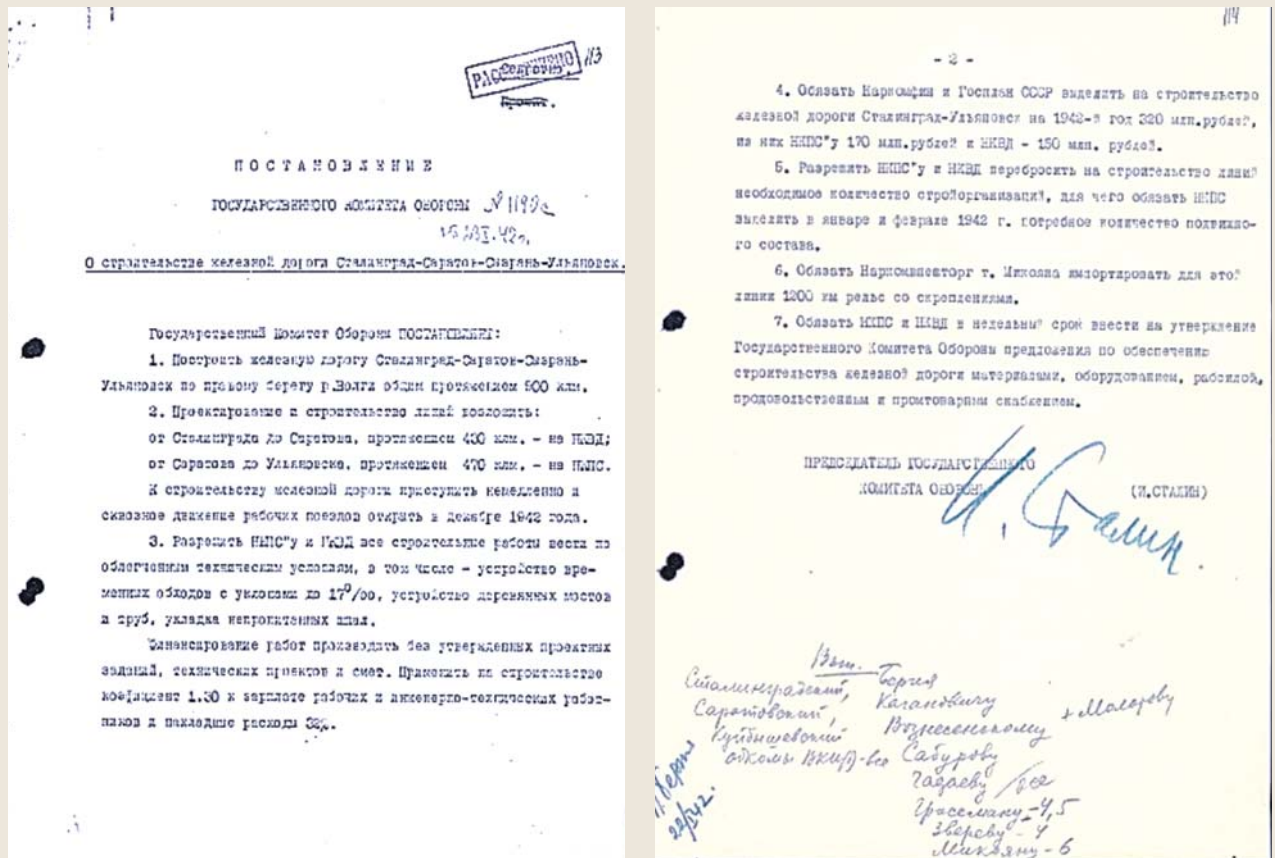 113
ПОСТАНОВЛЕНИЕ
ГОСУДАРСТВЕННОГО КОМИТЕТА ОБОРОНЫ
О строительстве железной дороги Сталинград-Саратов-Сызрань-Ульяновск.
Государственный Комитет Обороны ПОСТАНОВЛЯЕТ:
1. Построить железную дорогу Сталинград-Саратов-Сызрань-
Ульяновск по правому берегу р.Волги общим протяжением 900 клм.
2. Проектирование и строительство линий возложить:
от Сталинграда до Саратова, протяжением 430 клм. - на НКВД;
от Саратова до Ульяновска, протяжением 470 клм. - на НКПС.
К строительству железной дороги приступить немедленно и
сквозное движение рабочих поездов открыть в декабре 1942 года.
3. Разрешить НКПС"у и НКВД все строительные работы вести по
облегченным техническим условиям, в том числе - устройство вре-
менных обходов с уклонами до 17⁰/оо, устройство деревянных мостов
и труб, укладка непропитанных шпал.
Финансирование работ производить без утвержденных проектных
заданий, технических проектов и смет. Применить на строительстве
коэфициент 1.30 к зарплате рабочих и инженерно-технических работ-
ников и накладные расходы
114
- 2 -
4. Обязать Наркомфин и Госплан СССР выделить на строительство
железной дороги Сталинград-Ульяновск на 1942-й год 320 млн.рублей,
из них НКПС"у 170 млн.рублей и НКВД - 150 млн. рублей.
5. Разрешить НКПС"у и НКВД перебросить на строительство линий
необходимое количество стройорганизаций, для чего обязать НКПС
выделить в январе и феврале 1942 г. потребное количество подвижно-
го состава.
6. Обязать Наркомвнешторг т. Микояна импортировать для этой
линии 1200 км рельс со скреплениями.
7. Обязать НКПС и НКВД в недельный срок внести на утверждение
Государственного Комитета Обороны предложения по обеспечению
строительства железной дороги материалами, оборудованием, рабсилой,
продовольственным и промтоварным снабжением.
ПРЕДСЕДАТЕЛЬ ГОСУДАРСТВЕННОГО
КОМИТЕТА ОБОРОНЫ (И.СТАЛИН)
И. Сталин
Сталинградский,
Саратовский,
Куйбышевский
обкомы ВКП(б)-все
Берия
Кагановичу
Вознесенскому
+ Молотову
Сабурову
все
Грossману-4,5
Звереву - 4
Микояну - 6